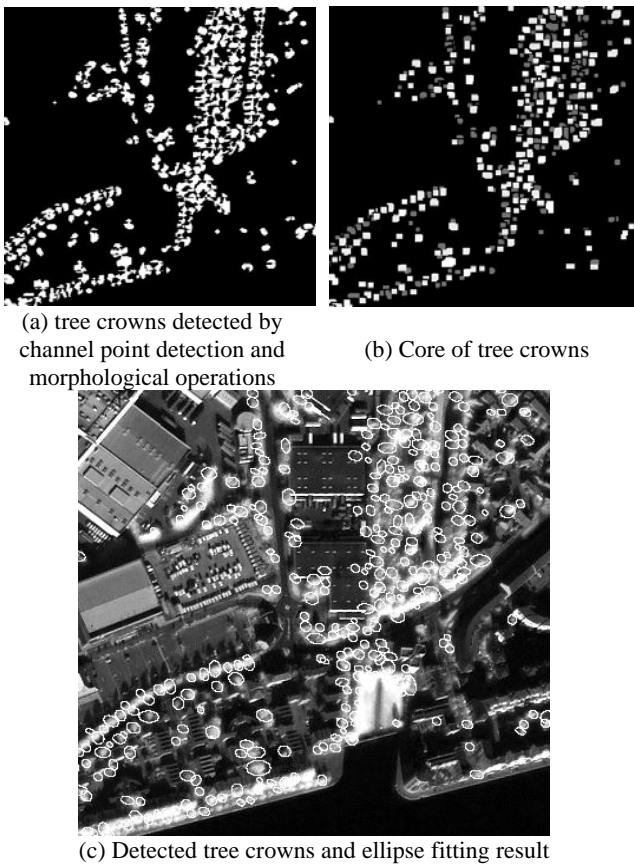 (a) tree crowns detected by
channel point detection and
morphological operations
(b) Core of tree crowns
(c) Detected tree crowns and ellipse fitting result